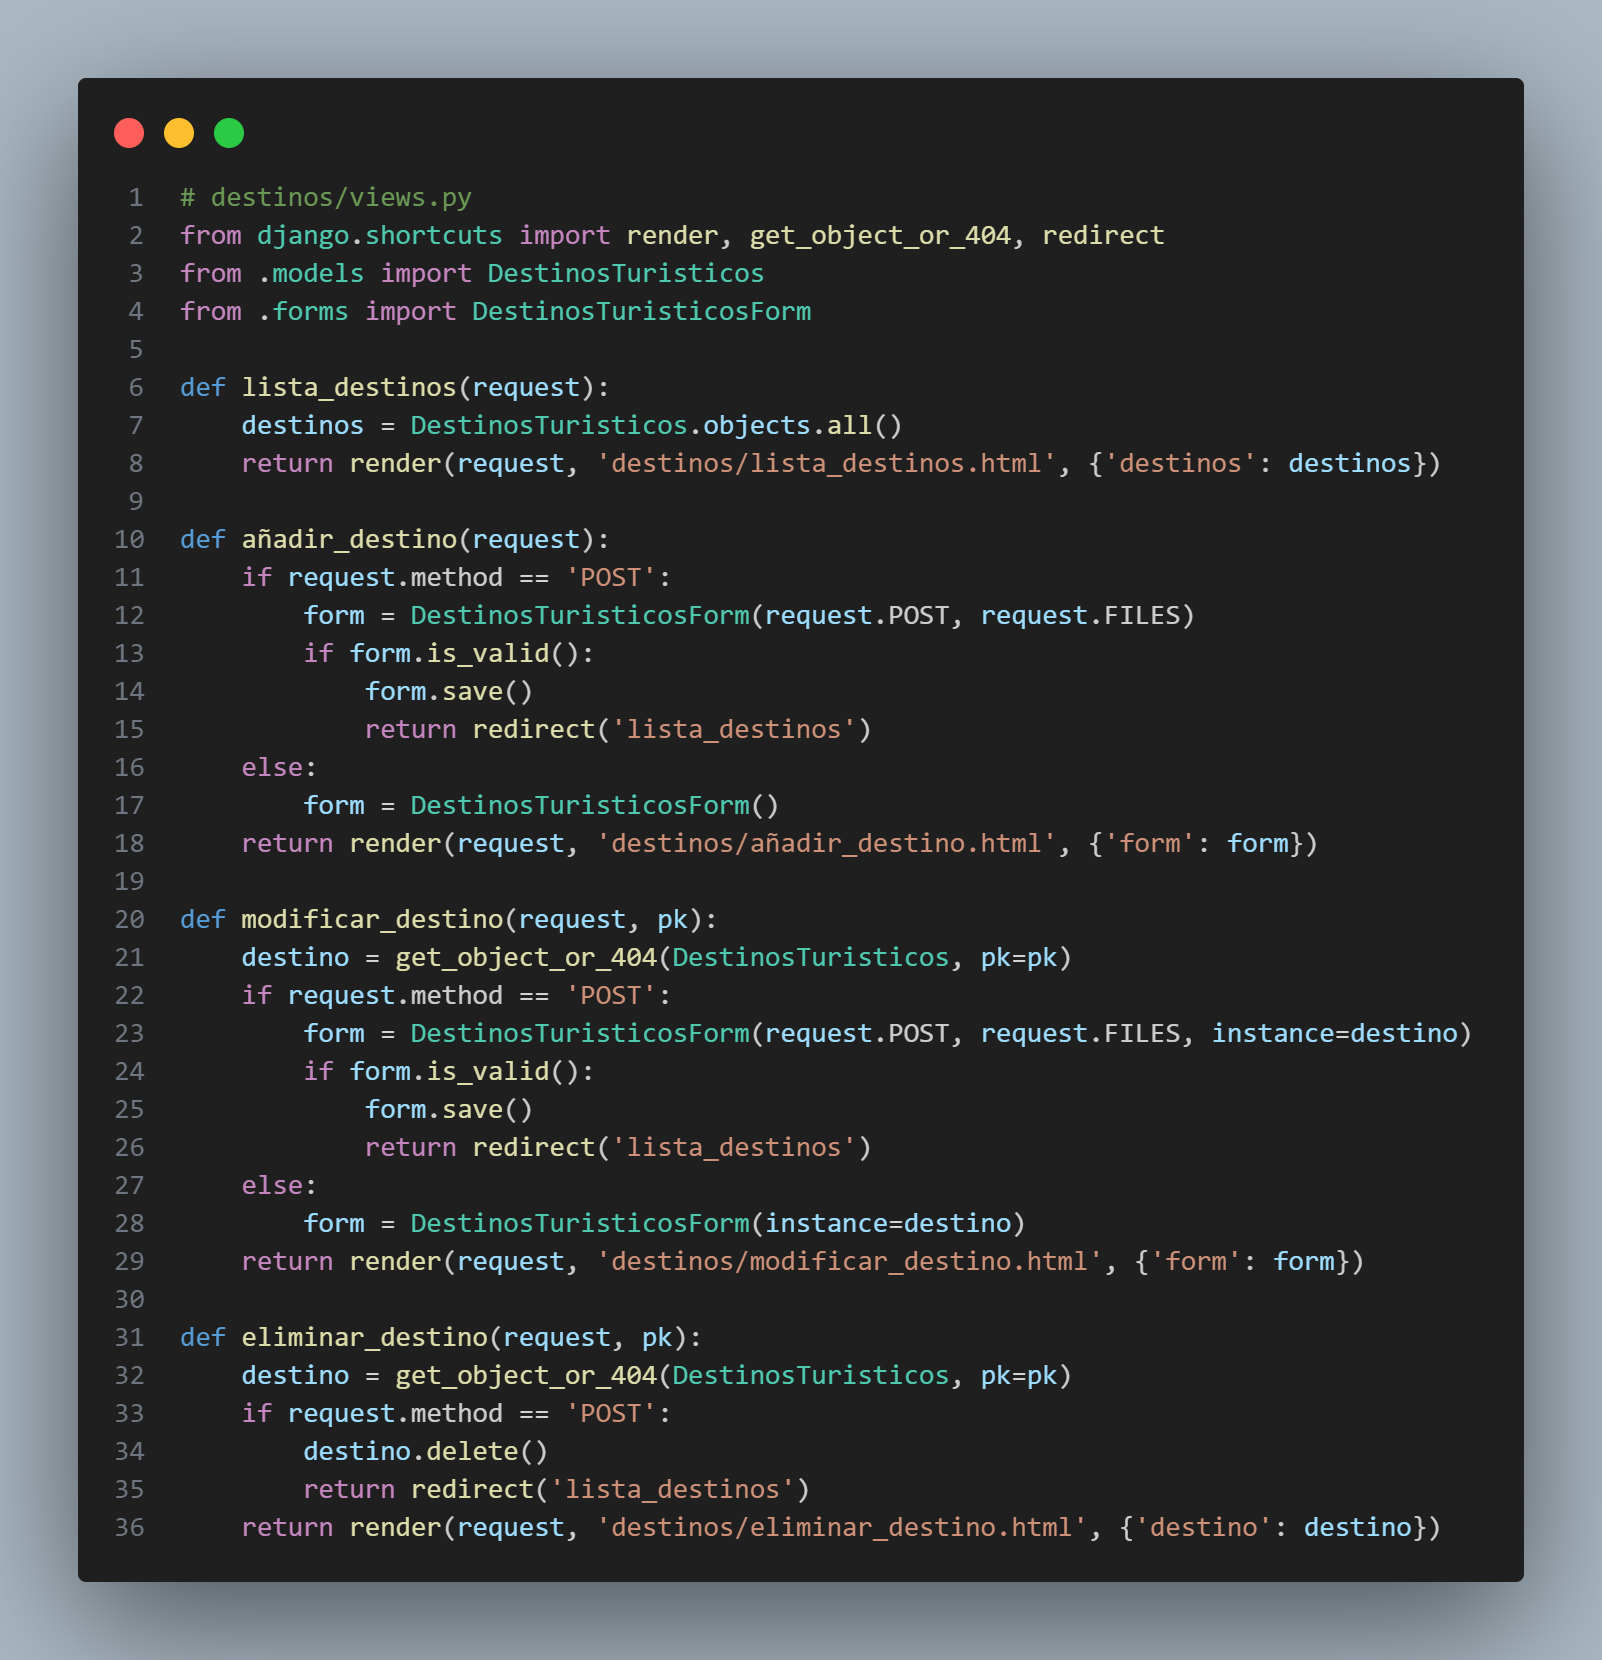 1 # destinos/views.py
2 from django.shortcuts import render, get_object_or_404, redirect
3 from .models import DestinosTuristicos
4 from .forms import DestinosTuristicosForm
5
6 def lista_destinos(request):
7     destinos = DestinosTuristicos.objects.all()
8     return render(request, 'destinos/lista_destinos.html', {'destinos': destinos})
9
10 def añadir_destino(request):
11     if request.method == 'POST':
12         form = DestinosTuristicosForm(request.POST, request.FILES)
13         if form.is_valid():
14             form.save()
15             return redirect('lista_destinos')
16     else:
17         form = DestinosTuristicosForm()
18     return render(request, 'destinos/añadir_destino.html', {'form': form})
19
20 def modificar_destino(request, pk):
21     destino = get_object_or_404(DestinosTuristicos, pk=pk)
22     if request.method == 'POST':
23         form = DestinosTuristicosForm(request.POST, request.FILES, instance=destino)
24         if form.is_valid():
25             form.save()
26             return redirect('lista_destinos')
27     else:
28         form = DestinosTuristicosForm(instance=destino)
29     return render(request, 'destinos/modificar_destino.html', {'form': form})
30
31 def eliminar_destino(request, pk):
32     destino = get_object_or_404(DestinosTuristicos, pk=pk)
33     if request.method == 'POST':
34         destino.delete()
35         return redirect('lista_destinos')
36     return render(request, 'destinos/eliminar_destino.html', {'destino': destino})